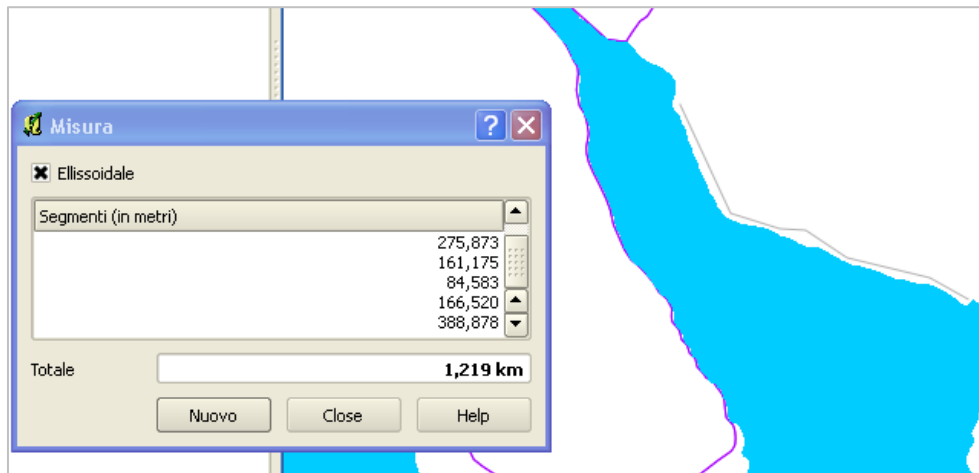 Misura
Ellissoidale
Segmenti (in metri)
275,873
161,175
84,583
166,520
388,878
Totale 1,219 km
Nuovo Close Help